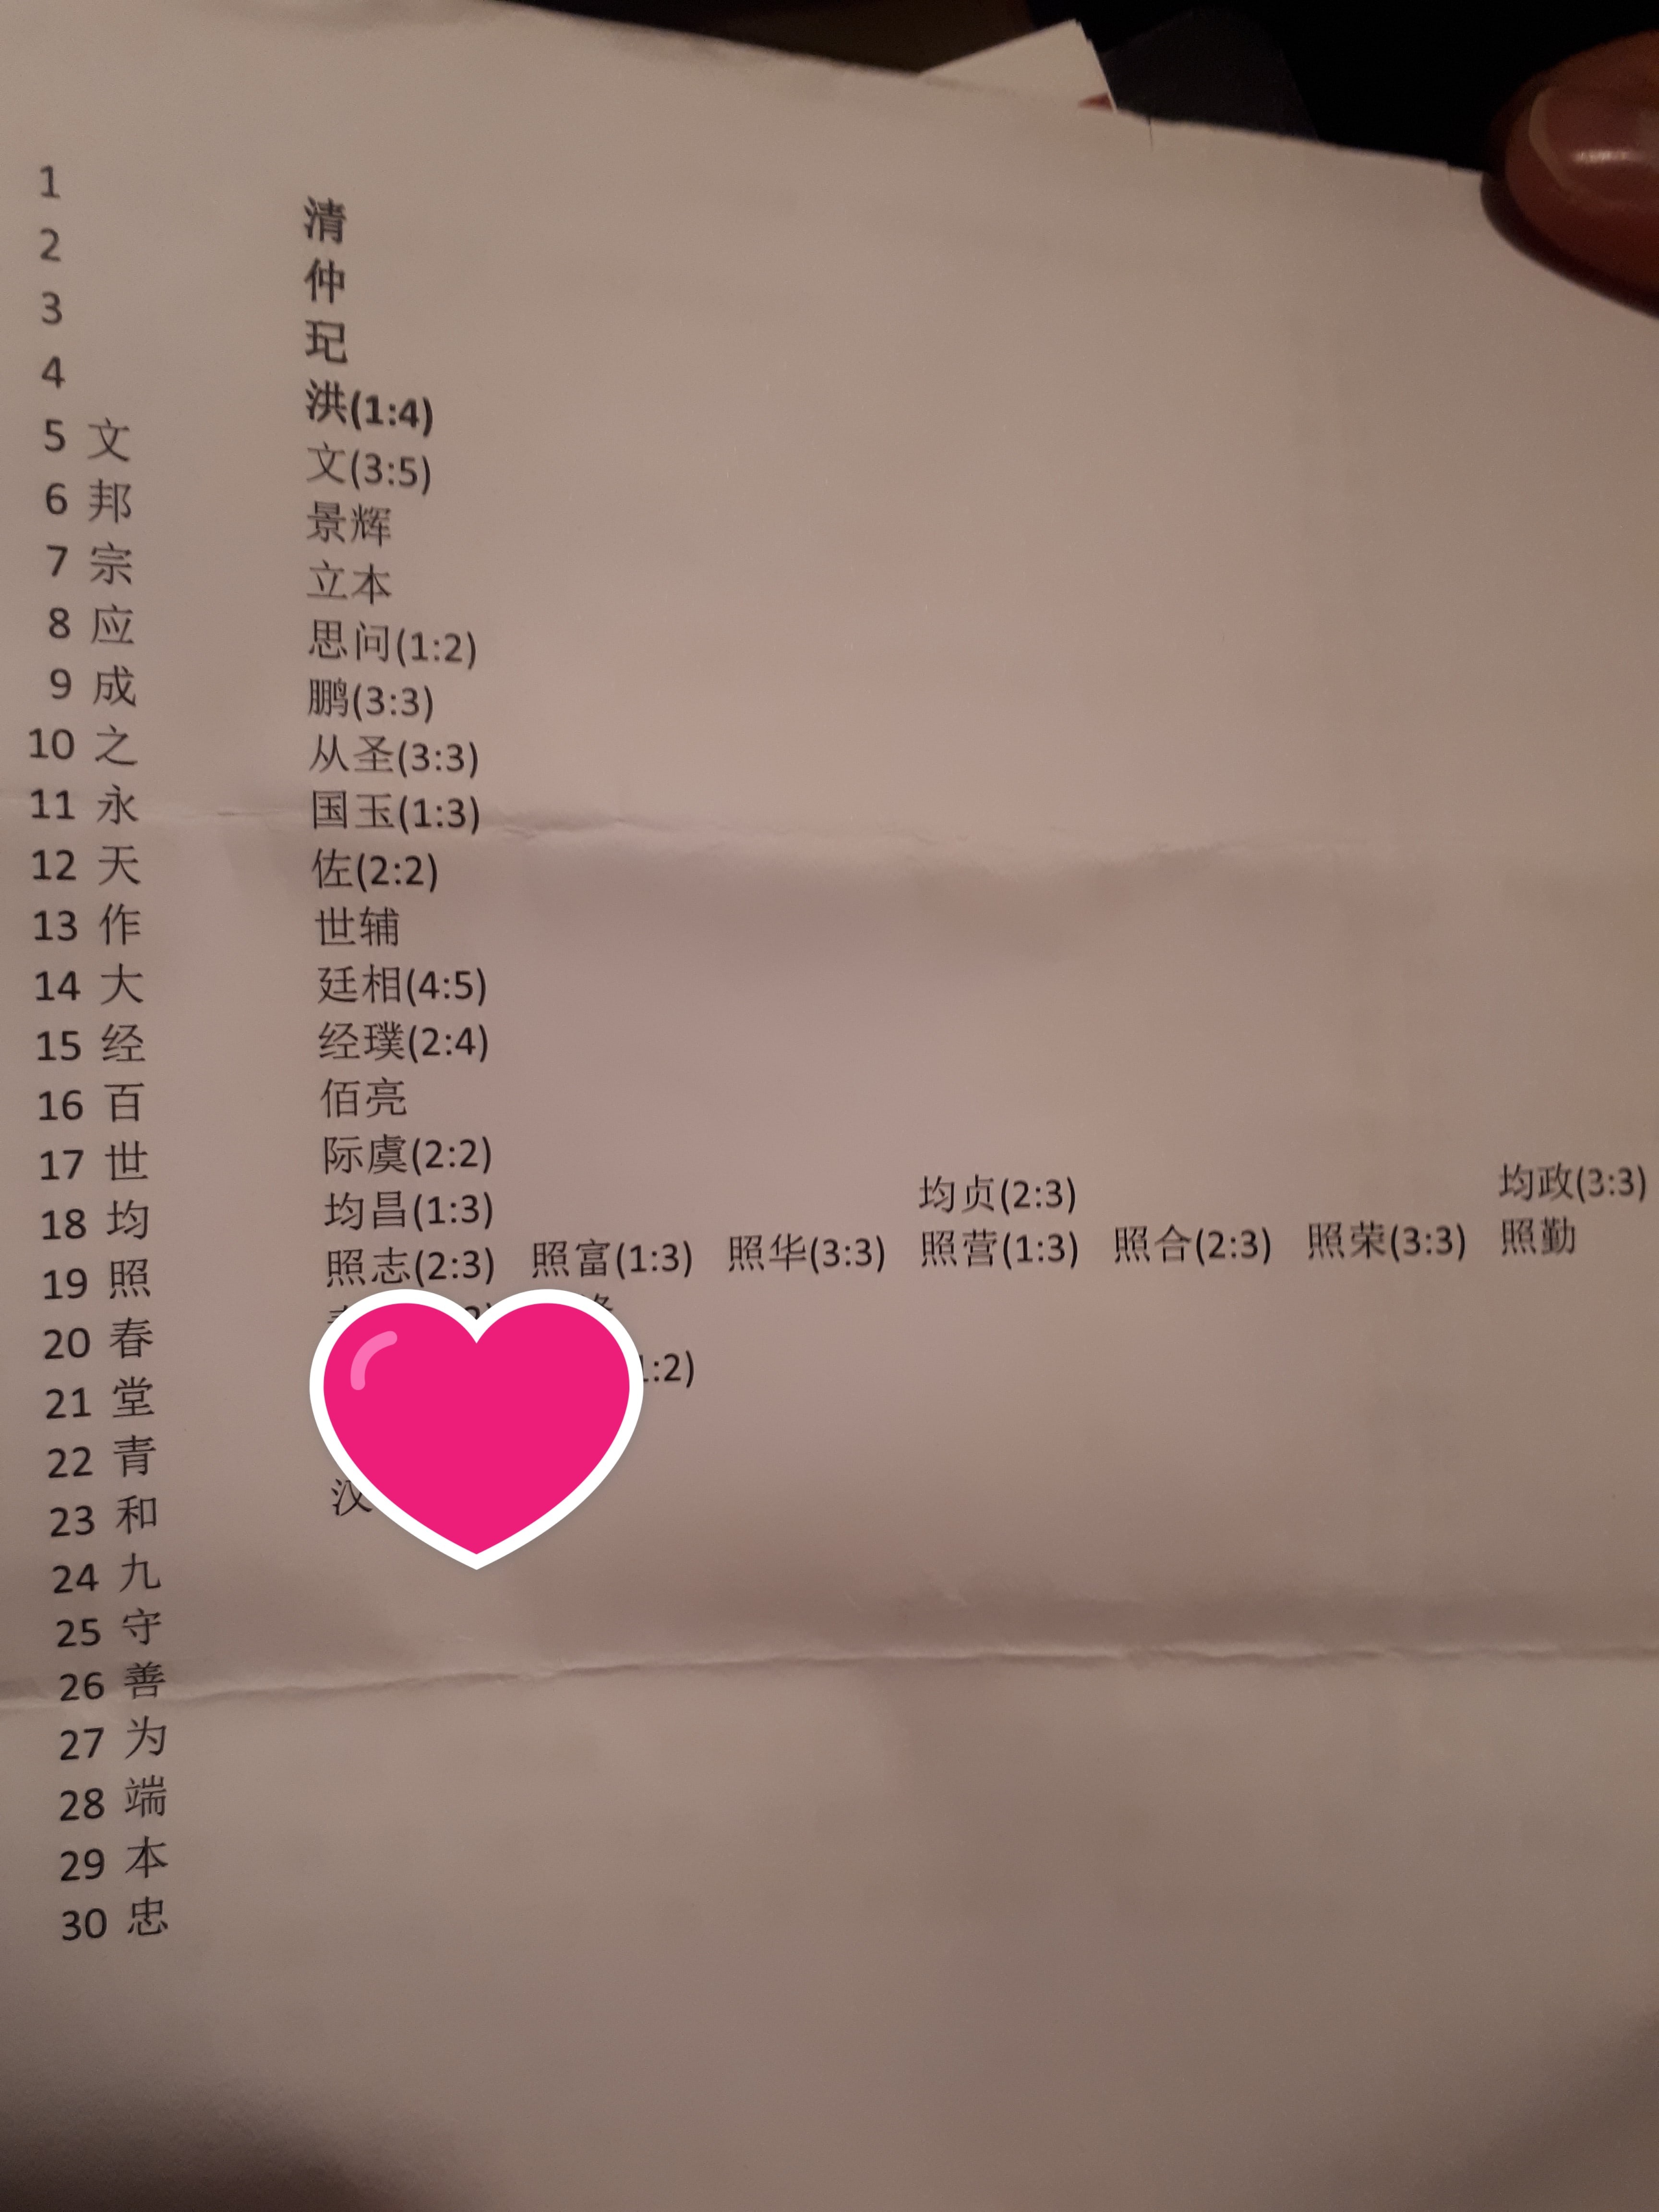 1
清
2
仲
3
玘
4
洪(1:4)
5 文
文(3:5)
6 邦
景辉
7 宗
立本
8 应
思问(1:2)
9 成
鹏(3:3)
10 之
从圣(3:3)
11 永
国玉(1:3)
12 天
佐(2:2)
13 作
世辅
14 大
廷相(4:5)
15 经
经璞(2:4)
16 百
佰亮
17 世
际虞(2:2)
18 均
均昌(1:3) 均贞(2:3) 均政(3:3)
19 照
照志(2:3) 照富(1:3) 照华(3:3) 照营(1:3) 照合(2:3) 照荣(3:3) 照勤
20 春
21 堂
1:2)
22 青
23 和
汉
24 九
25 守
26 善
27 为
28 端
29 本
30 忠